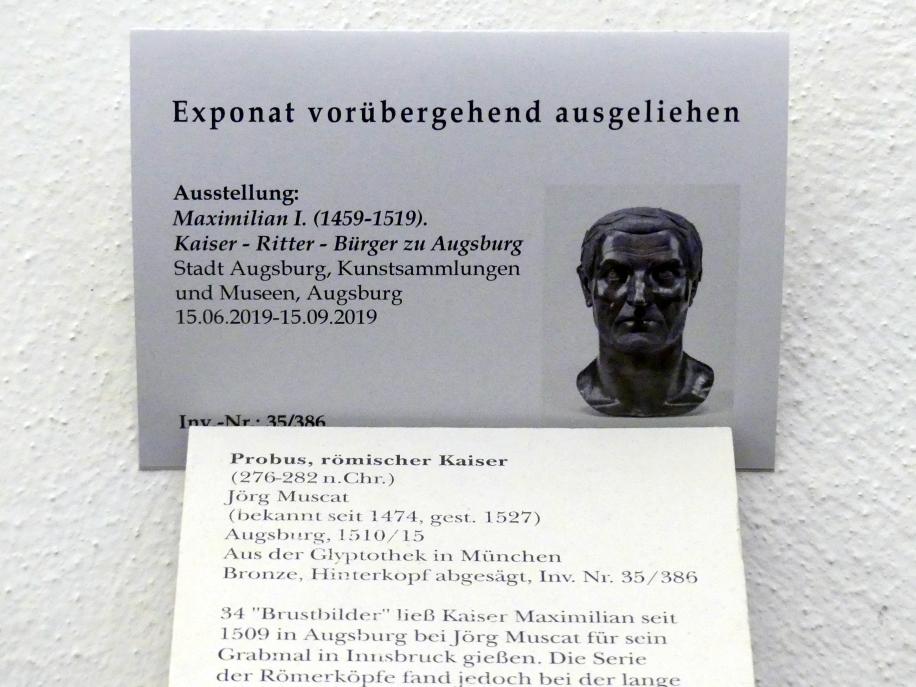 Exponat vorübergehend ausgeliehen
Ausstellung:
Maximilian I. (1459-1519).
Kaiser - Ritter - Bürger zu Augsburg
Stadt Augsburg, Kunstsammlungen
und Museen, Augsburg
15.06.2019-15.09.2019
Inv.-Nr.: 35/386
Probus, römischer Kaiser
(276-282 n.Chr.)
Jörg Muscat
(bekannt seit 1474, gest. 1527)
Augsburg, 1510/15
Aus der Glyptothek in München
Bronze, Hinterkopf abgesägt, Inv. Nr. 35/386
34 "Brustbilder" ließ Kaiser Maximilian seit
1509 in Augsburg bei Jörg Muscat für sein
Grabmal in Innsbruck gießen. Die Serie
der Römerköpfe fand jedoch bei der lange